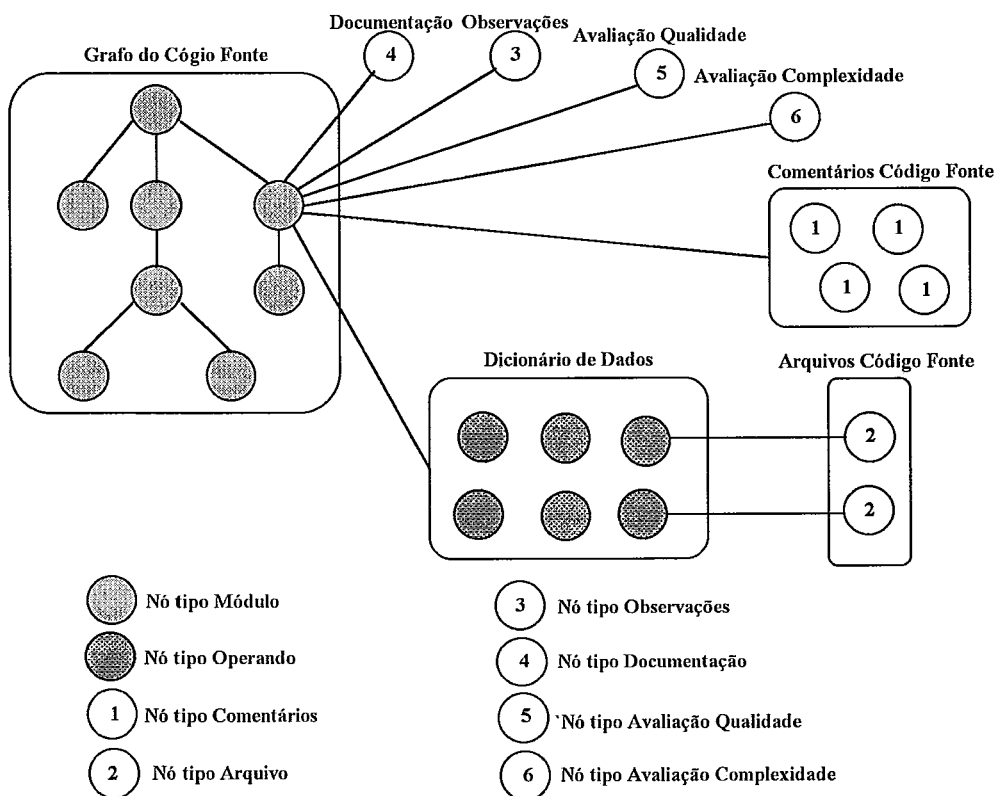 Documentação Observações
Grafo do Cógio Fonte
Avaliação Qualidade
Avaliação Complexidade
4
3
5
6
Comentários Código Fonte
1
1
1
1
Dicionário de Dados
Arquivos Código Fonte
2
2
Nó tipo Módulo
Nó tipo Operando
1 Nó tipo Comentários
2 Nó tipo Arquivo
3 Nó tipo Observações
4 Nó tipo Documentação
5 Nó tipo Avaliação Qualidade
6 Nó tipo Avaliação Complexidade